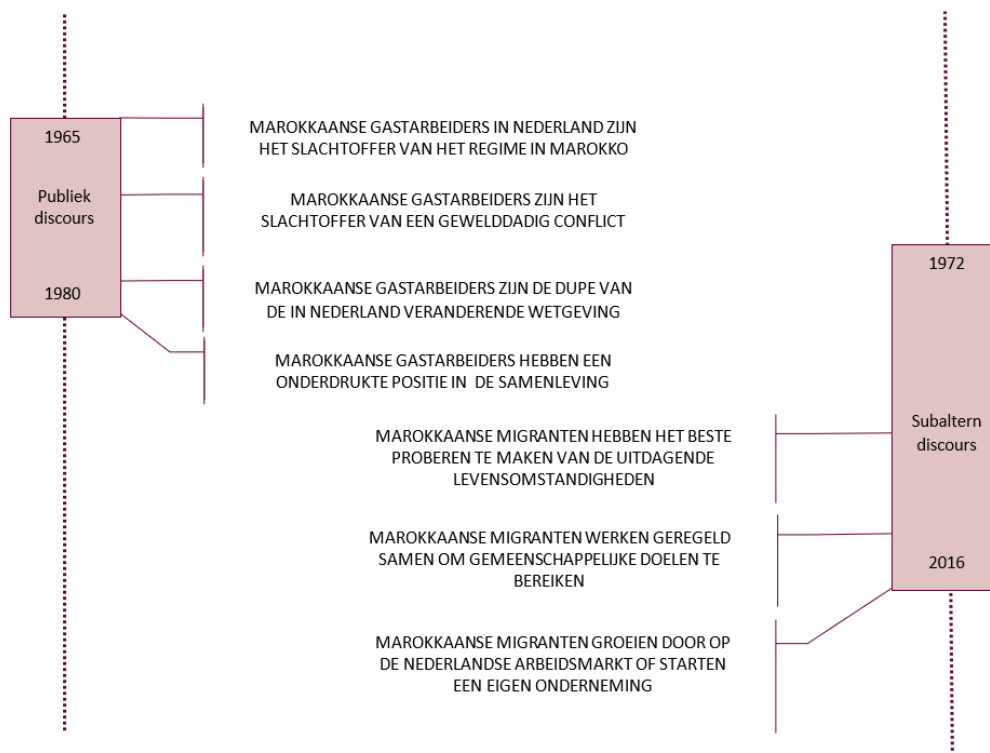 1965
Publiek
discours
1980
MAROKKAANSE GASTARBEIDERS IN NEDERLAND ZIJN
HET SLACHTOFFER VAN HET REGIME IN MAROKKO
MAROKKAANSE GASTARBEIDERS ZIJN HET
SLACHTOFFER VAN EEN GEWELDDADIG CONFLICT
MAROKKAANSE GASTARBEIDERS ZIJN DE DUPE VAN
DE IN NEDERLAND VERANDERENDE WETGEVING
MAROKKAANSE GASTARBEIDERS HEBBEN EEN
ONDERDRUKTE POSITIE IN DE SAMENLEVING
1972
Subaltern
discours
2016
MAROKKAANSE MIGRANTEN HEBBEN HET BESTE
PROBEREN TE MAKEN VAN DE UITDAGENDE
LEVENSOMSTANDIGHEDEN
MAROKKAANSE MIGRANTEN WERKEN GEREGELD
SAMEN OM GEMEENSCHAPPELIJKE DOELEN TE
BEREIKEN
MAROKKAANSE MIGRANTEN GROEIEN DOOR OP
DE NEDERLANDSE ARBEIDSMARKT OF STARTEN
EEN EIGEN ONDERNEMING